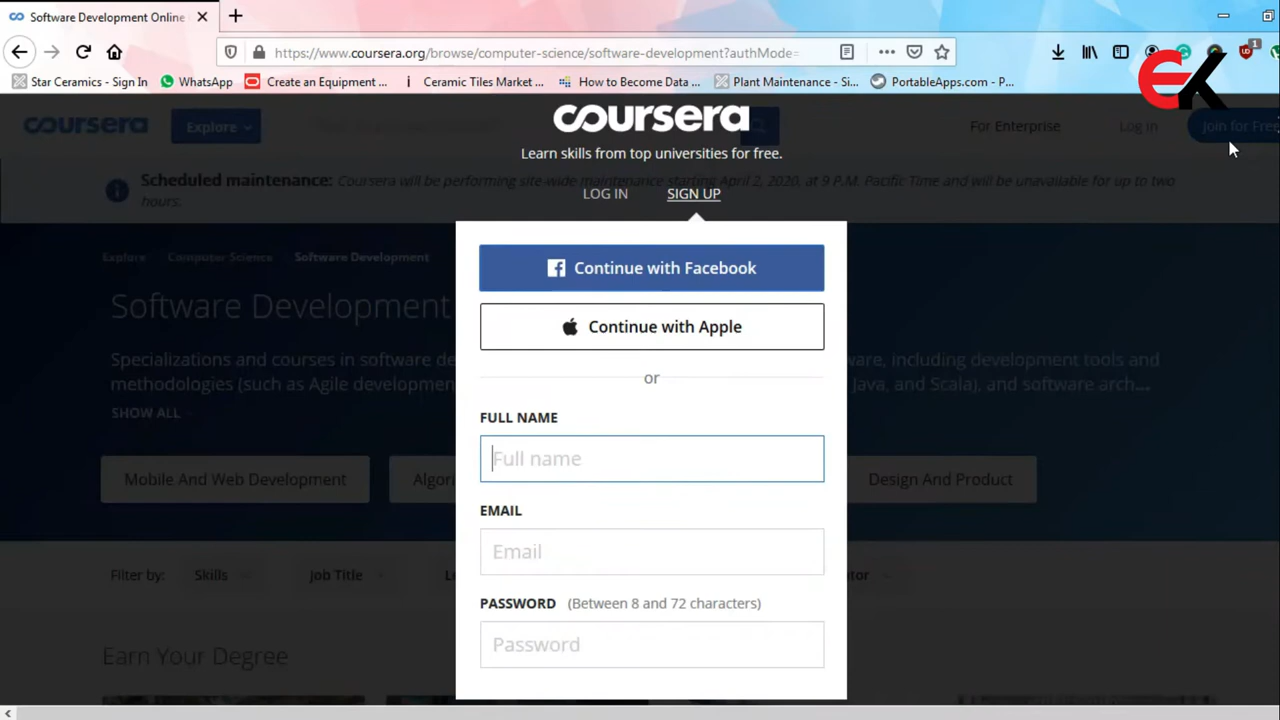 Software Development Online
https://www.coursera.org/browse/computer-science/software-development?authMode=
1
Star Ceramics - Sign In WhatsApp Create an Equipment ... Ceramic Tiles Market ... How to Become Data ... Plant Maintenance - Si... PortableApps.com - P...
EK
coursera
coursera Explore For Enterprise Log In Join for Free
Learn skills from top universities for free.
Scheduled maintenance: Coursera will be performing site-wide maintenance starting April 2, 2020, at 9 P.M. Pacific Time and will be unavailable for up to two
hours.
LOG IN SIGN UP
Explore Computer Science Software Development
Continue with Facebook
Software Development
Continue with Apple
Specializations and courses in software de
ware, including development tools and
methodologies (such as Agile development
Java, and Scala), and software arch...
or
SHOW ALL
FULL NAME
Full name
Mobile And Web Development Algori Design And Product
EMAIL
Email
Filter by: Skills Job Title
PASSWORD (Between 8 and 72 characters)
Password
Earn Your Degree